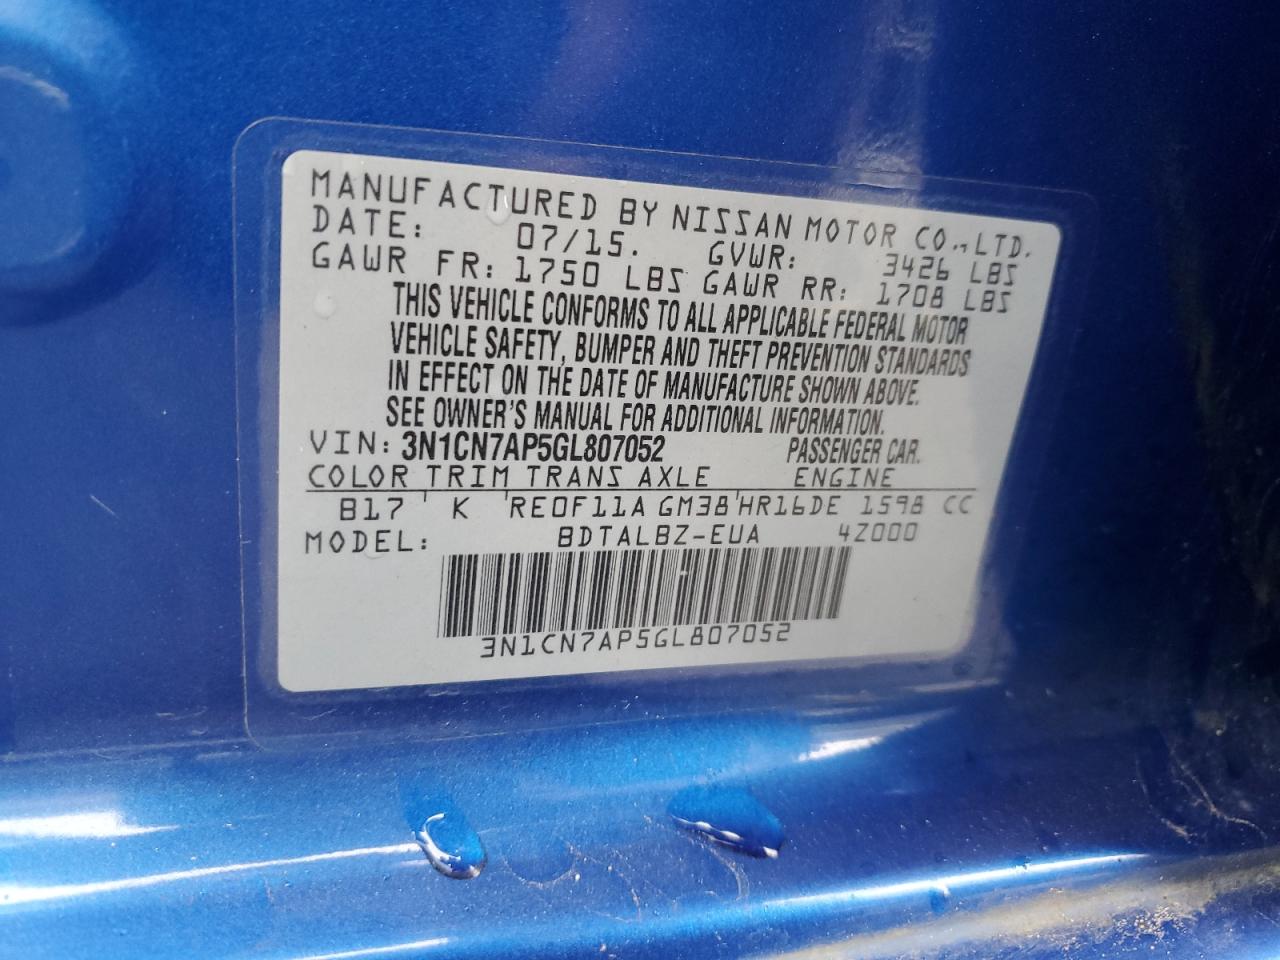 MANUFACTURED BY NISSAN MOTOR CO., LTD.
DATE: 07/15. GVWR: 3426 LBS
GAWR FR: 1750 LBS GAWR RR: 1708 LBS
THIS VEHICLE CONFORMS TO ALL APPLICABLE FEDERAL MOTOR
VEHICLE SAFETY, BUMPER AND THEFT PREVENTION STANDARDS
IN EFFECT ON THE DATE OF MANUFACTURE SHOWN ABOVE.
SEE OWNER'S MANUAL FOR ADDITIONAL INFORMATION.
VIN: 3N1CN7AP5GL807052 PASSENGER CAR.
COLOR TRIM TRANS AXLE ENGINE
B17 ' K 'RE0F11A GM38'HR16DE 1598 CC
MODEL: BDTALBZ-EUA 4Z000
3N1CN7AP5GL807052